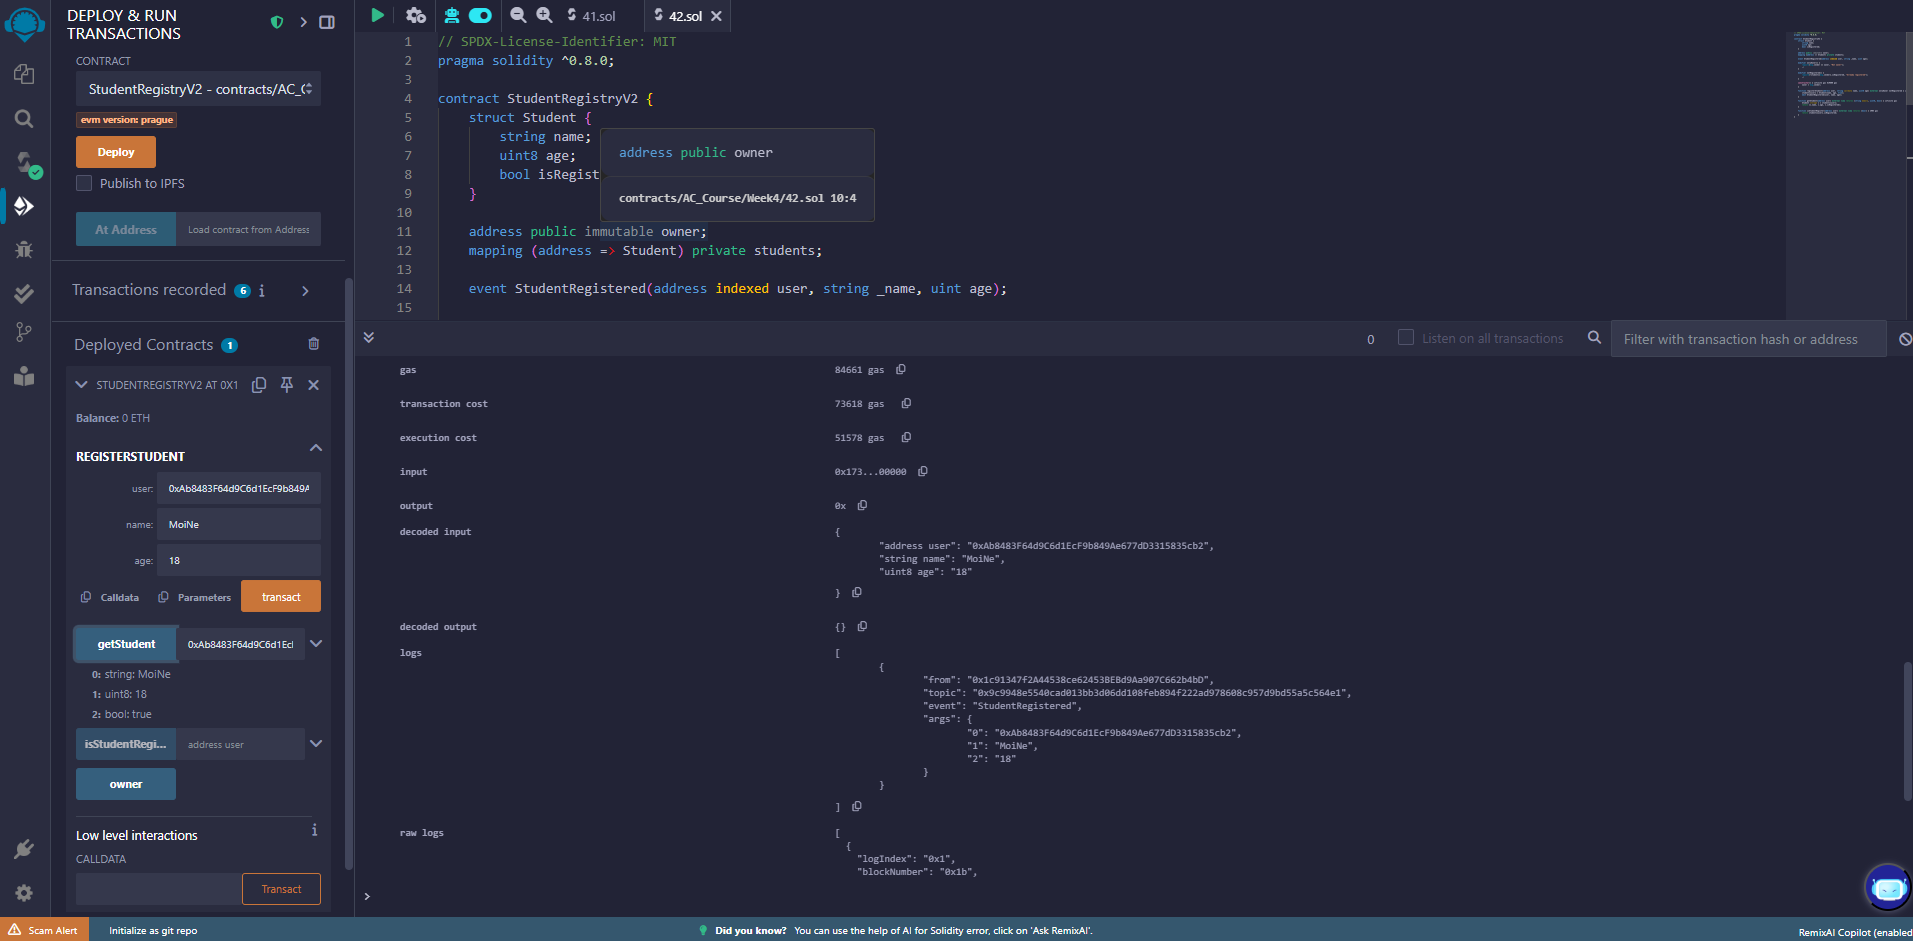 DEPLOY & RUN
TRANSACTIONS
CONTRACT
StudentRegistryV2 - contracts/AC_C
evm version: prague
Deploy
Publish to IPFS
At Address
Load contract from Address
Transactions recorded 6 i
Deployed Contracts 1
STUDENTREGISTRYV2 AT 0X1
Balance: 0 ETH
REGISTERSTUDENT
user: 0xAb8483F64d9C6d1EcF9b849A
name: MoiNe
age: 18
Calldata
Parameters
transact
getStudent
0xAb8483F64d9C6d1Ecl
0: string: MoiNe
1: uint8: 18
2: bool: true
isStudentRegi...
address user
owner
Low level interactions
i
CALLDATA
Transact
41.sol
42.sol
1 // SPDX-License-Identifier: MIT
2 pragma solidity ^0.8.0;
3
4 contract StudentRegistryV2 {
5 struct Student {
6 string name;
7 uint8 age;
8 bool isRegist
9 }
10
11 address public immutable owner;
12 mapping (address => Student) private students;
13
14 event StudentRegistered(address indexed user, string _name, uint age);
15
address public owner
contracts/AC_Course/Week4/42.sol 10:4
0
Listen on all transactions
Filter with transaction hash or address
gas 84661 gas
transaction cost 73618 gas
execution cost 51578 gas
input 0x173...00000
output 0x
decoded input {
"address user": "0xAb8483F64d9C6d1EcF9b849Ae677dD3315835cb2",
"string name": "MoiNe",
"uint8 age": "18"
}
decoded output {}
logs [
{
"from": "0x1c91347f2A44538ce62453BEBd9Aa907C662b4bD",
"topic": "0x9c9948e5540cad013bb3d06dd108feb894f222ad978608c957d9bd55a5c564e1",
"event": "StudentRegistered",
"args": {
"0": "0xAb8483F64d9C6d1EcF9b849Ae677dD3315835cb2",
"1": "MoiNe",
"2": "18"
}
}
]
raw logs [
{
"logIndex": "0x1",
"blockNumber": "0x1b",
>
Scam Alert
Initialize as git repo
Did you know? You can use the help of AI for Solidity error, click on 'Ask RemixAI'.
RemixAI Copilot (enabled